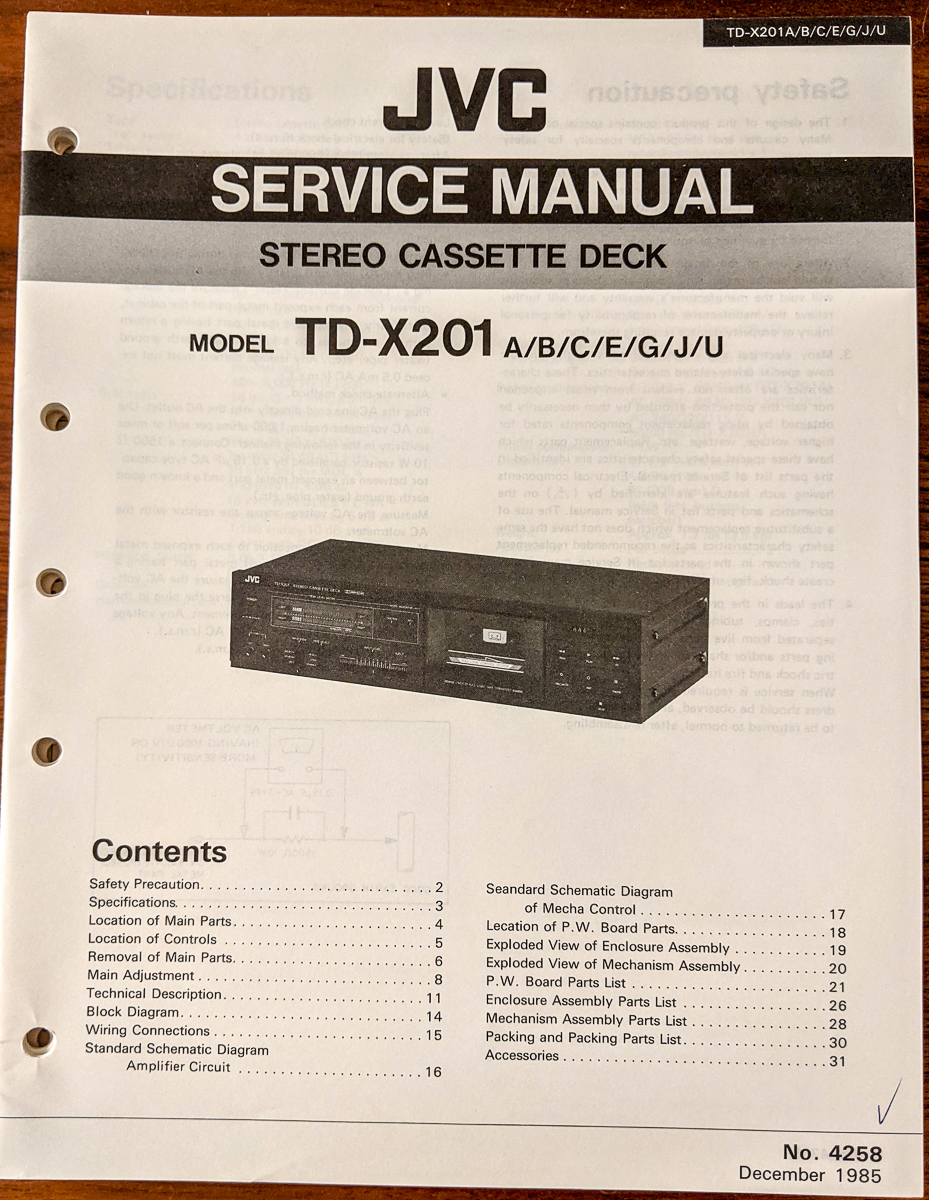 TD-X201A/B/C/E/G/J/U
JVC
SERVICE MANUAL
STEREO CASSETTE DECK
MODEL TD-X201 A/B/C/E/G/J/U
JVC
Contents
Safety Precaution. . . . . . . . . . . . . . . . . . . . . . . . . . . . 2
Specifications. . . . . . . . . . . . . . . . . . . . . . . . . . . . . . . 3
Location of Main Parts. . . . . . . . . . . . . . . . . . . . . . . . 4
Location of Controls . . . . . . . . . . . . . . . . . . . . . . . . . 5
Removal of Main Parts. . . . . . . . . . . . . . . . . . . . . . . . 6
Main Adjustment . . . . . . . . . . . . . . . . . . . . . . . . . . . . 8
Technical Description. . . . . . . . . . . . . . . . . . . . . . . . 11
Block Diagram. . . . . . . . . . . . . . . . . . . . . . . . . . . . . . 14
Wiring Connections . . . . . . . . . . . . . . . . . . . . . . . . . 15
Standard Schematic Diagram
Amplifier Circuit . . . . . . . . . . . . . . . . . . . . . . 16
Seandard Schematic Diagram
of Mecha Control . . . . . . . . . . . . . . . . . . . . . . 17
Lecation of P.W. Board Parts. . . . . . . . . . . . . . . . . . 18
Exploded View of Enclosure Assembly . . . . . . . . . . . 19
Exploded View of Mechanism Assembly . . . . . . . . . . 20
P.W. Board Parts List . . . . . . . . . . . . . . . . . . . . . . . . 21
Enclosure Assembly Parts List . . . . . . . . . . . . . . . . . 26
Mechanism Assembly Parts List . . . . . . . . . . . . . . . . 28
Packing and Packing Parts List. . . . . . . . . . . . . . . . . 30
Accessories . . . . . . . . . . . . . . . . . . . . . . . . . . . . . . . . 31
No. 4258
December 1985